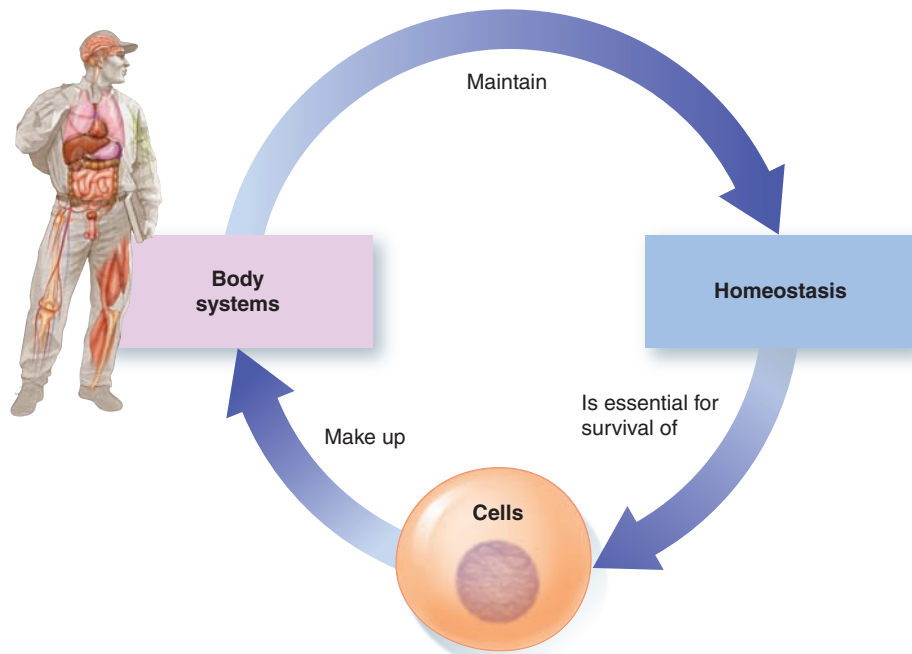 Maintain
Body
systems
Homeostasis
Is essential for
survival of
Make up
Cells